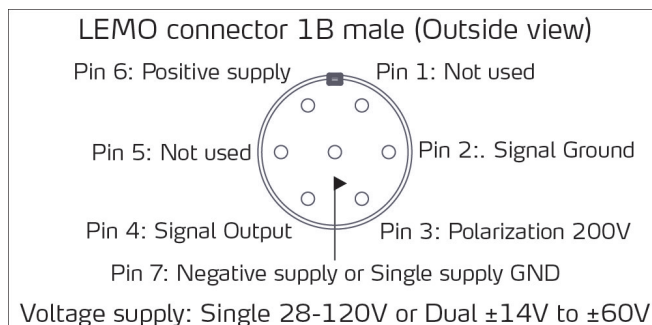 LEMO connector 1B male (Outside view)
Pin 6: Positive supply
Pin 1: Not used
Pin 5: Not used
Pin 2:. Signal Ground
Pin 4: Signal Output
Pin 3: Polarization 200V
Pin 7: Negative supply or Single supply GND
Voltage supply: Single 28-120V or Dual ±14V to ±60V